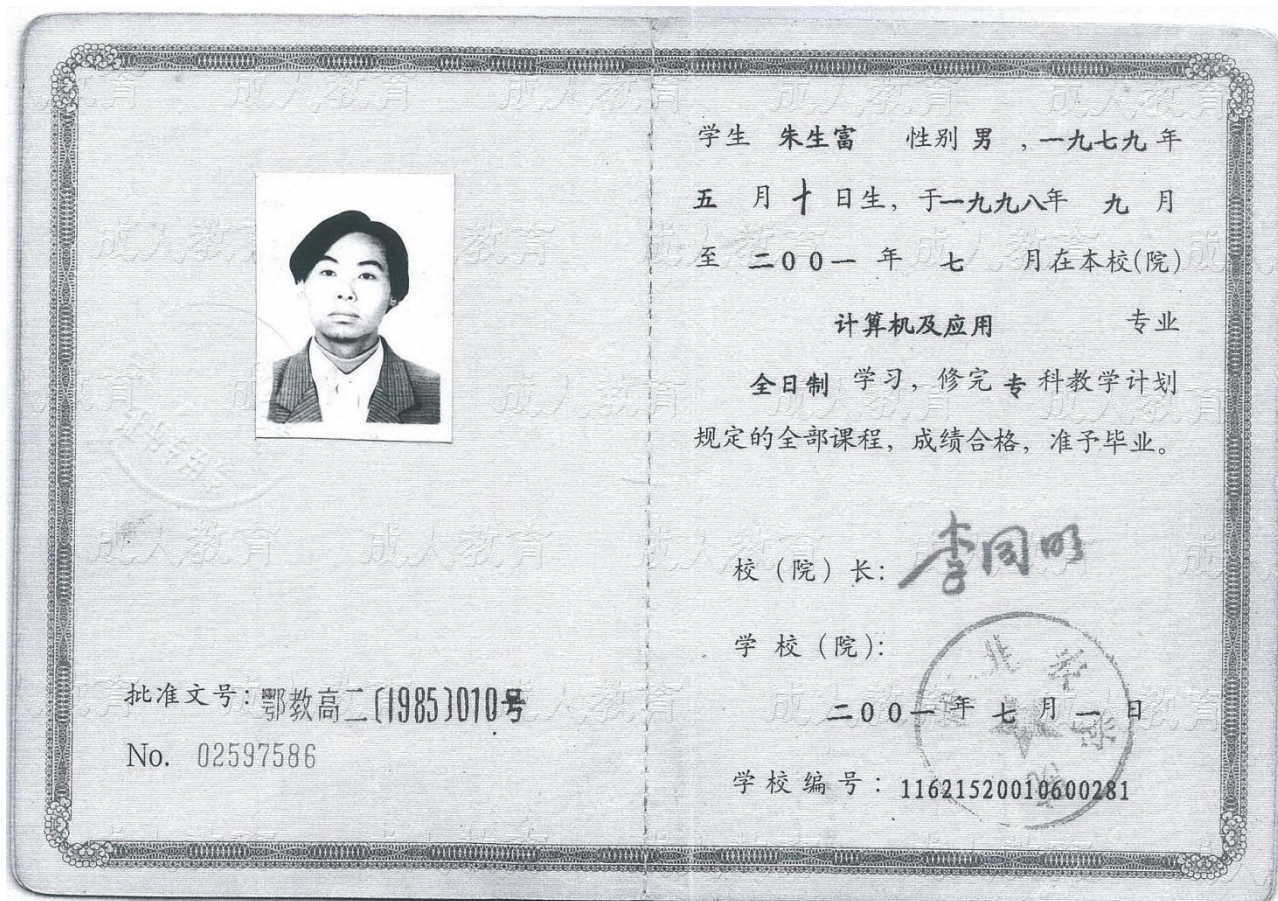 批准文号：鄂教高二(1985)010号
No. 02597586
学生 朱生富 性别 男 ，一九七九 年
五 月 十 日生，于一九九八年 九 月
至 二00一 年 七 月在本校(院)
计算机及应用 专业
全日制 学习，修完 专 科教学计划
规定的全部课程，成绩合格，准予毕业。
校（院）长：李同明
学 校（院）：
二00一 年 七 月 一 日
学校编号：11621520010600281
成人教育